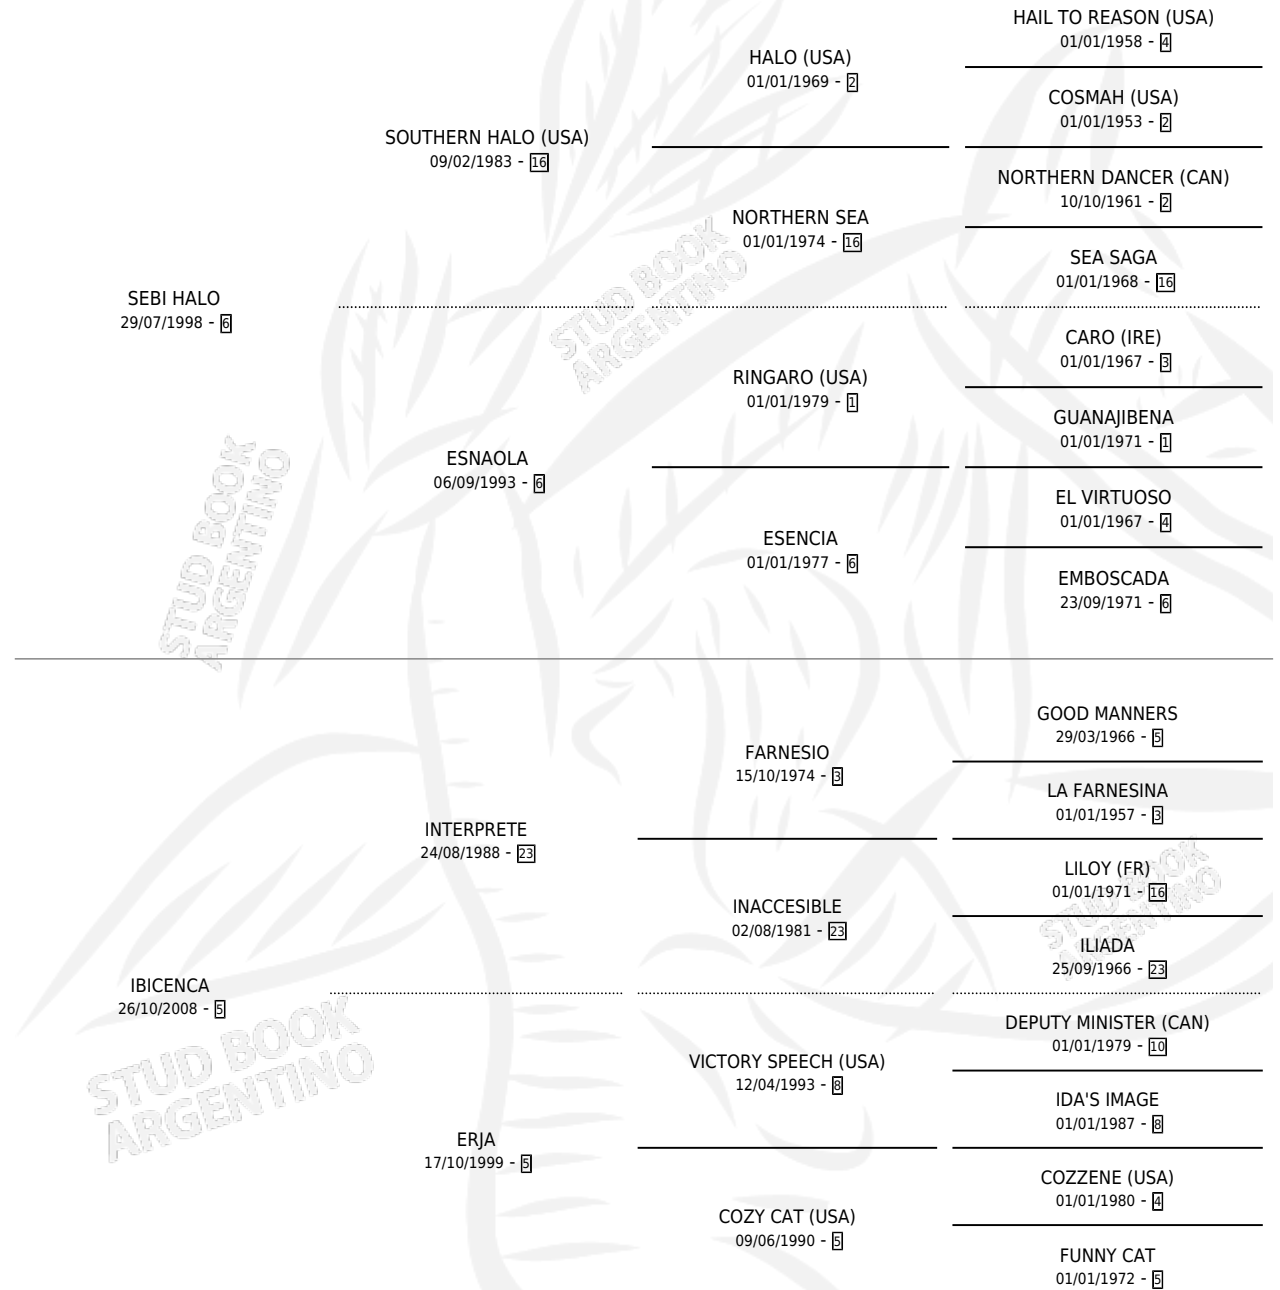 HAIL TO REASON (USA)
01/01/1958 - 4
HALO (USA)
01/01/1969 - 2
COSMAH (USA)
01/01/1953 - 2
SOUTHERN HALO (USA)
09/02/1983 - 16
NORTHERN DANCER (CAN)
10/10/1961 - 2
NORTHERN SEA
01/01/1974 - 16
SEA SAGA
01/01/1968 - 16
SEBI HALO
29/07/1998 - 6
CARO (IRE)
01/01/1967 - 3
RINGARO (USA)
01/01/1979 - 1
GUANAJIBENA
01/01/1971 - 1
ESNAOLA
06/09/1993 - 6
EL VIRTUOSO
01/01/1967 - 4
ESENCIA
01/01/1977 - 6
EMBOSCADA
23/09/1971 - 6
GOOD MANNERS
29/03/1966 - 5
FARNESIO
15/10/1974 - 3
LA FARNESINA
01/01/1957 - 3
INTERPRETE
24/08/1988 - 23
LILOY (FR)
01/01/1971 - 16
INACCESIBLE
02/08/1981 - 23
ILIADA
25/09/1966 - 23
IBICENCA
26/10/2008 - 5
DEPUTY MINISTER (CAN)
01/01/1979 - 10
VICTORY SPEECH (USA)
12/04/1993 - 8
IDA'S IMAGE
01/01/1987 - 8
ERJA
17/10/1999 - 5
COZZENE (USA)
01/01/1980 - 4
COZY CAT (USA)
09/06/1990 - 5
FUNNY CAT
01/01/1972 - 5
STUD BOOK
ARGENTINO
STUD BOOK
ARGENTINO
STUD BOOK
ARGENTINO
STUD BOOK
ARGENTINO